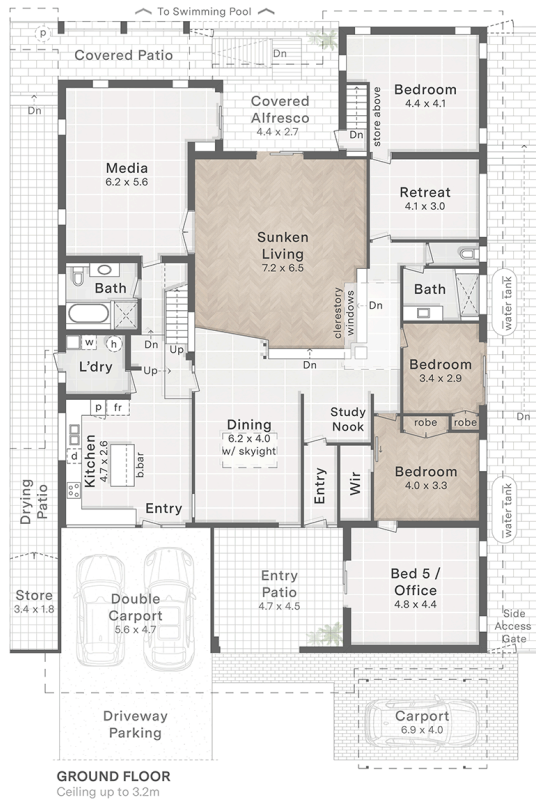 To Swimming Pool
P
Covered Patio
Dn
Dn
Covered
Alfresco
4.4 x 2.7
Bedroom
4.4 x 4.1
store above
Dn
Media
6.2 x 5.6
Retreat
4.1 x 3.0
Sunken
Living
7.2 x 6.5
Bath
clerestory
windows
Dn
Bath
water tank
w
h
L'dry
Dn
Up
Up
Dn
Bedroom
3.4 x 2.9
p
fr
Dining
6.2 x 4.0
w/ skyight
Study
Nook
robe
robe
Dn
Kitchen
4.7 x 2.6
d
b.bar
Bedroom
4.0 x 3.3
Entry
Wir
Entry
Drying
Patio
water tank
Store
3.4 x 1.8
Double
Carport
5.6 x 4.7
Entry
Patio
4.7 x 4.5
Bed 5 /
Office
4.8 x 4.4
Side
Access
Gate
Driveway
Parking
Carport
6.9 x 4.0
GROUND FLOOR
Ceiling up to 3.2m